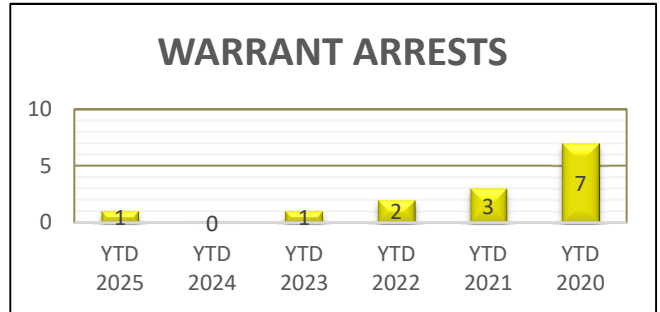 WARRANT ARRESTS
10
5
0
1 0 1 2 3 7
YTD YTD YTD YTD YTD YTD
2025 2024 2023 2022 2021 2020